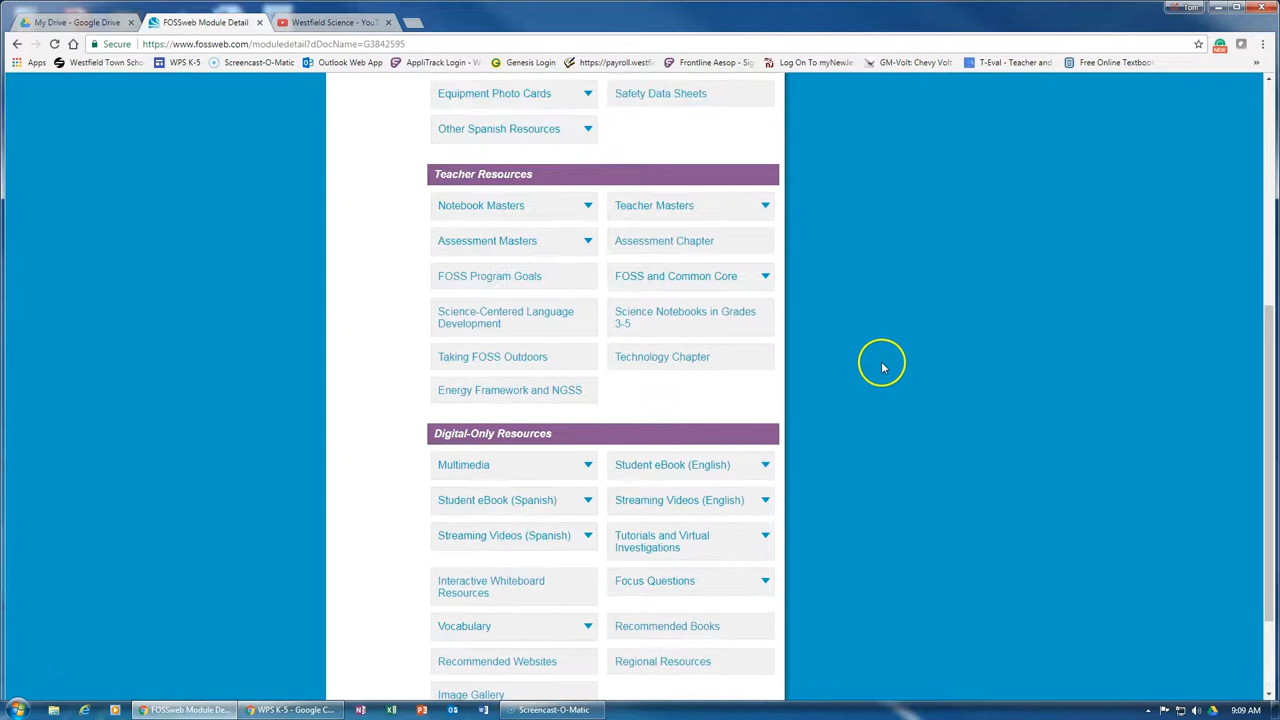 Tom
My Drive - Google Drive
FOSSweb Module Detail
Westfield Science - YouT
Secure
https://www.fossweb.com/moduledetail?dDocName=G3842595
NEW
Apps
Westfield Town Scho
WPS K-5
Screencast-O-Matic
Outlook Web App
AppliTrack Login -
Genesis Login
https://payroll.westfi
Frontline Aesop - Sig
Log On To myNewJe
GM-Volt: Chevy Volt
T-Eval - Teacher and
Free Online Textbook
»
Equipment Photo Cards
Safety Data Sheets
Other Spanish Resources
Teacher Resources
Notebook Masters
Teacher Masters
Assessment Masters
Assessment Chapter
FOSS Program Goals
FOSS and Common Core
Science-Centered Language
Development
Science Notebooks in Grades
3-5
Taking FOSS Outdoors
Technology Chapter
Energy Framework and NGSS
Digital-Only Resources
Multimedia
Student eBook (English)
Student eBook (Spanish)
Streaming Videos (English)
Streaming Videos (Spanish)
Tutorials and Virtual
Investigations
Interactive Whiteboard
Resources
Focus Questions
Vocabulary
Recommended Books
Recommended Websites
Regional Resources
Image Gallery
FOSSweb Module De...
WPS K-5 - Google C...
Screencast-O-Matic
9:09 AM